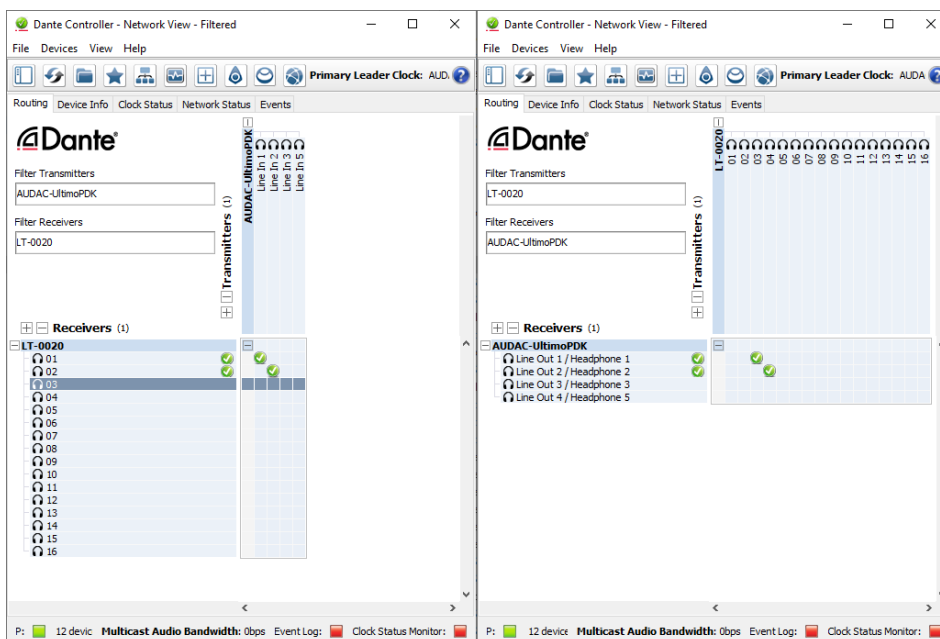 Dante Controller - Network View - Filtered
File Devices View Help
Primary Leader Clock: AUD.
Routing Device Info Clock Status Network Status Events
Dante
Filter Transmitters
AUDAC-UltimoPDK
Filter Receivers
LT-0020
Transmitters (1)
AUDAC-UltimoPDK
Line In 1
Line In 2
Line In 3
Line In 5
Receivers (1)
LT-0020
01
02
03
04
05
06
07
08
09
10
11
12
13
14
15
16
P: 12 devic Multicast Audio Bandwidth: 0bps Event Log: Clock Status Monitor:
Dante Controller - Network View - Filtered
File Devices View Help
Primary Leader Clock: AUDA
Routing Device Info Clock Status Network Status Events
Dante
Filter Transmitters
LT-0020
Filter Receivers
AUDAC-UltimoPDK
Transmitters (1)
LT-0020
01
02
03
04
05
06
07
08
09
10
11
12
13
14
15
16
Receivers (1)
AUDAC-UltimoPDK
Line Out 1 / Headphone 1
Line Out 2 / Headphone 2
Line Out 3 / Headphone 3
Line Out 4 / Headphone 5
P: 12 device Multicast Audio Bandwidth: 0bps Event Log: Clock Status Monitor: